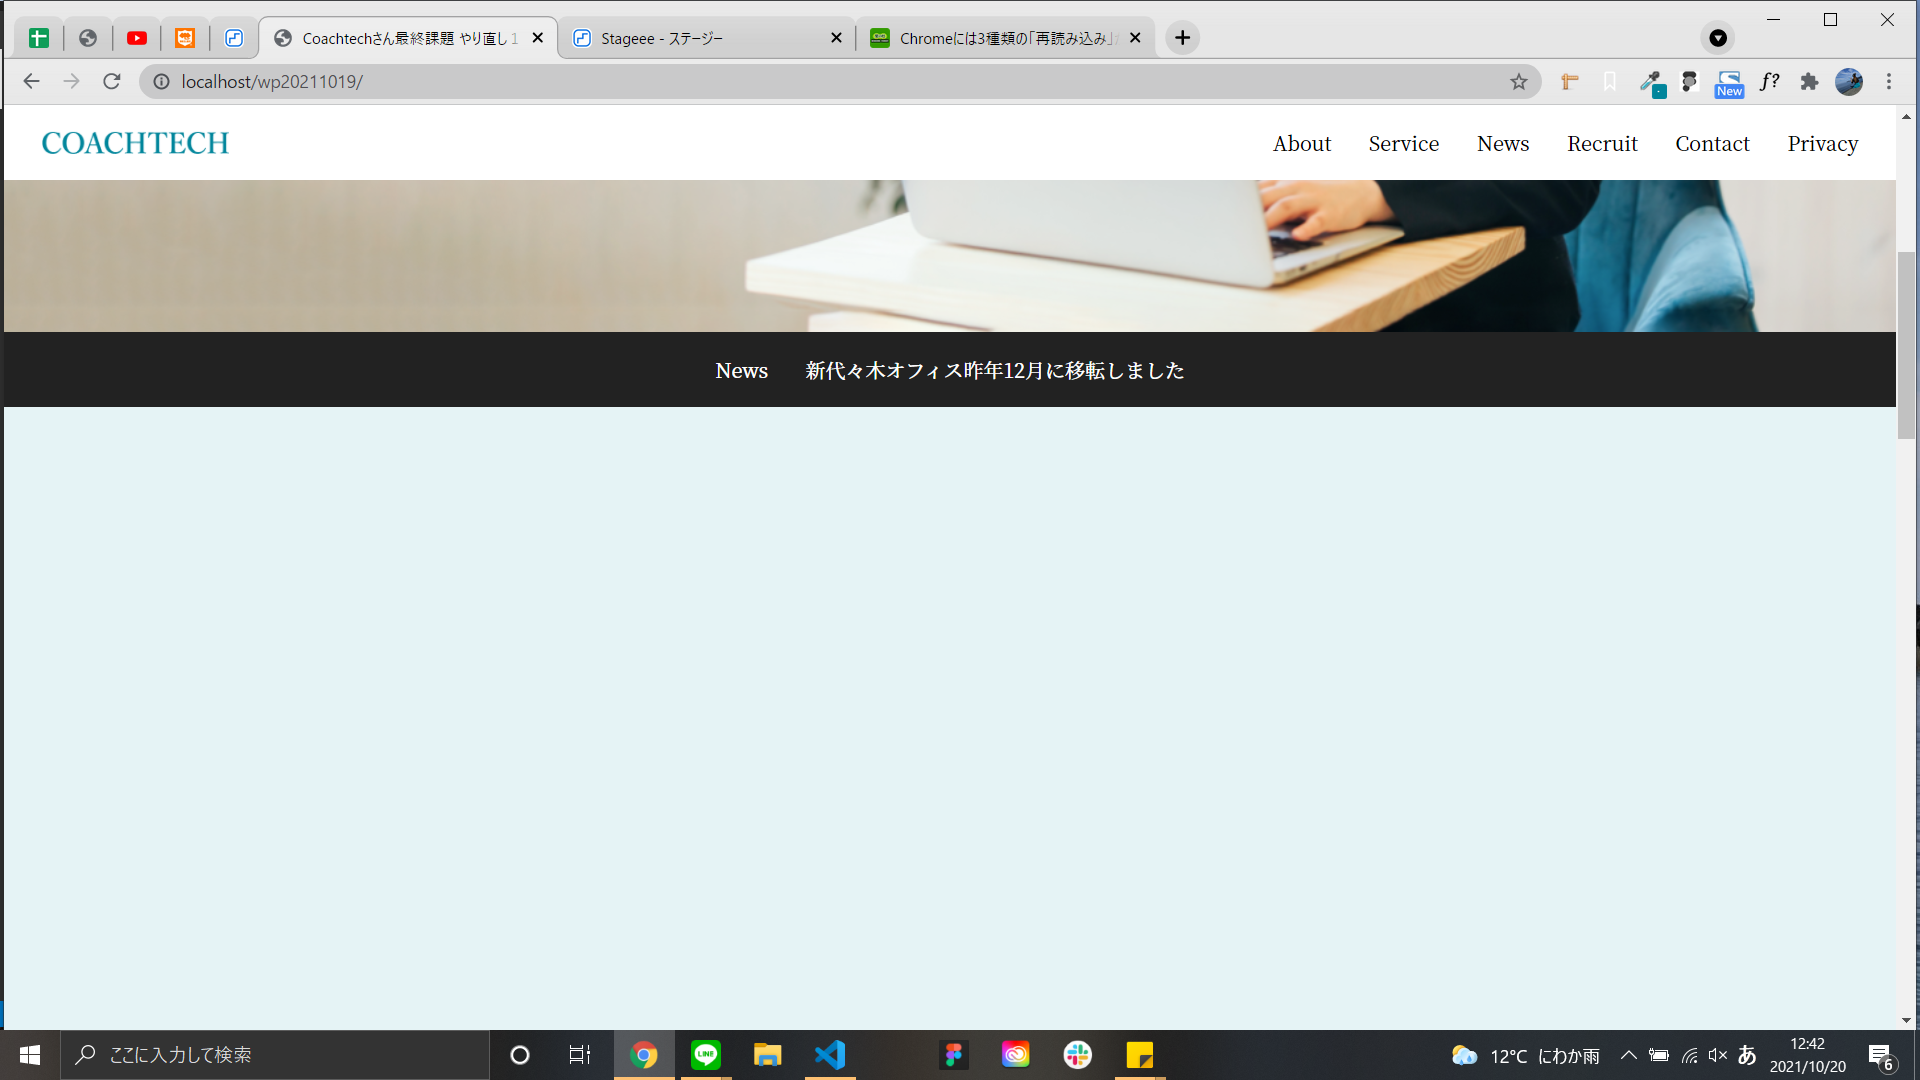 Coachtechさん最終課題 やり直し 1
Stageee - ステージー
Chromeには3種類の「再読み込み」
localhost/wp20211019/
New
f?
COACHTECH
About Service News Recruit Contact Privacy
News 新代々木オフィス昨年12月に移転しました
ここに入力して検索
LINE
12°C にわか雨
あ
12:42
2021/10/20
6